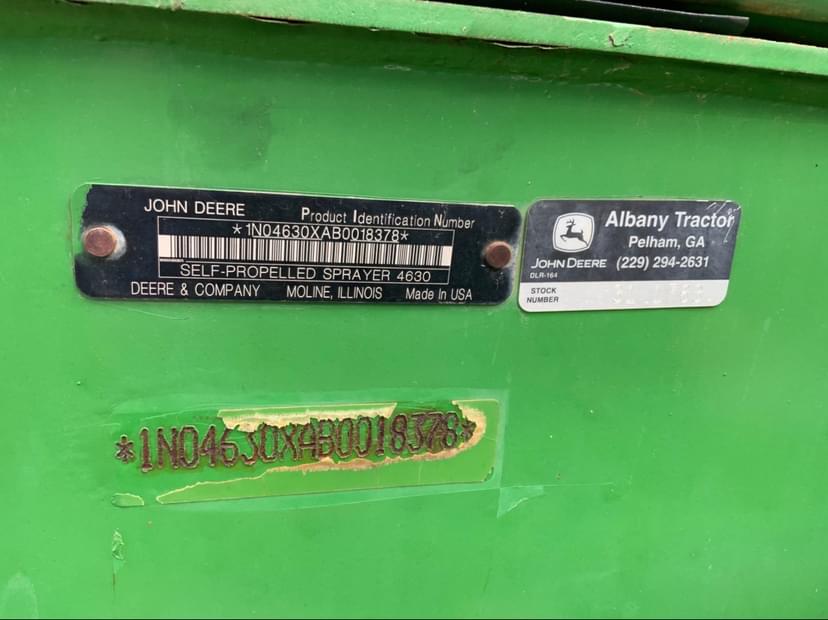 JOHN DEERE Product Identification Number
*1N04630XAB0018378*
SELF-PROPELLED SPRAYER 4630
DEERE & COMPANY MOLINE, ILLINOIS Made In USA
Albany Tractor
Pelham, GA
JOHN DEERE (229) 294-2631
DLR-164
STOCK
NUMBER
*1N04630XAB0018378*